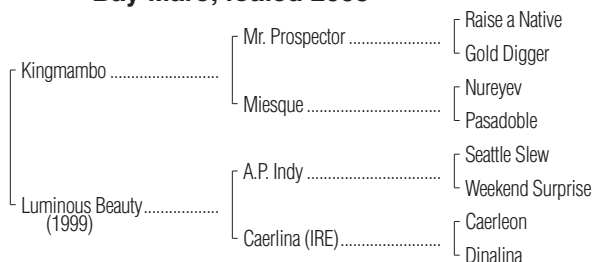 Bay Mare; foaled
Raise a Native
Mr. Prospector ......................
Gold Digger
Kingmambo ..........................
Nureyev
Miesque ................................
Pasadoble
Seattle Slew
A.P. Indy ................................
Weekend Surprise
Luminous Beauty..................
(1999)
Caerleon
Caerlina (IRE)........................
Dinalina